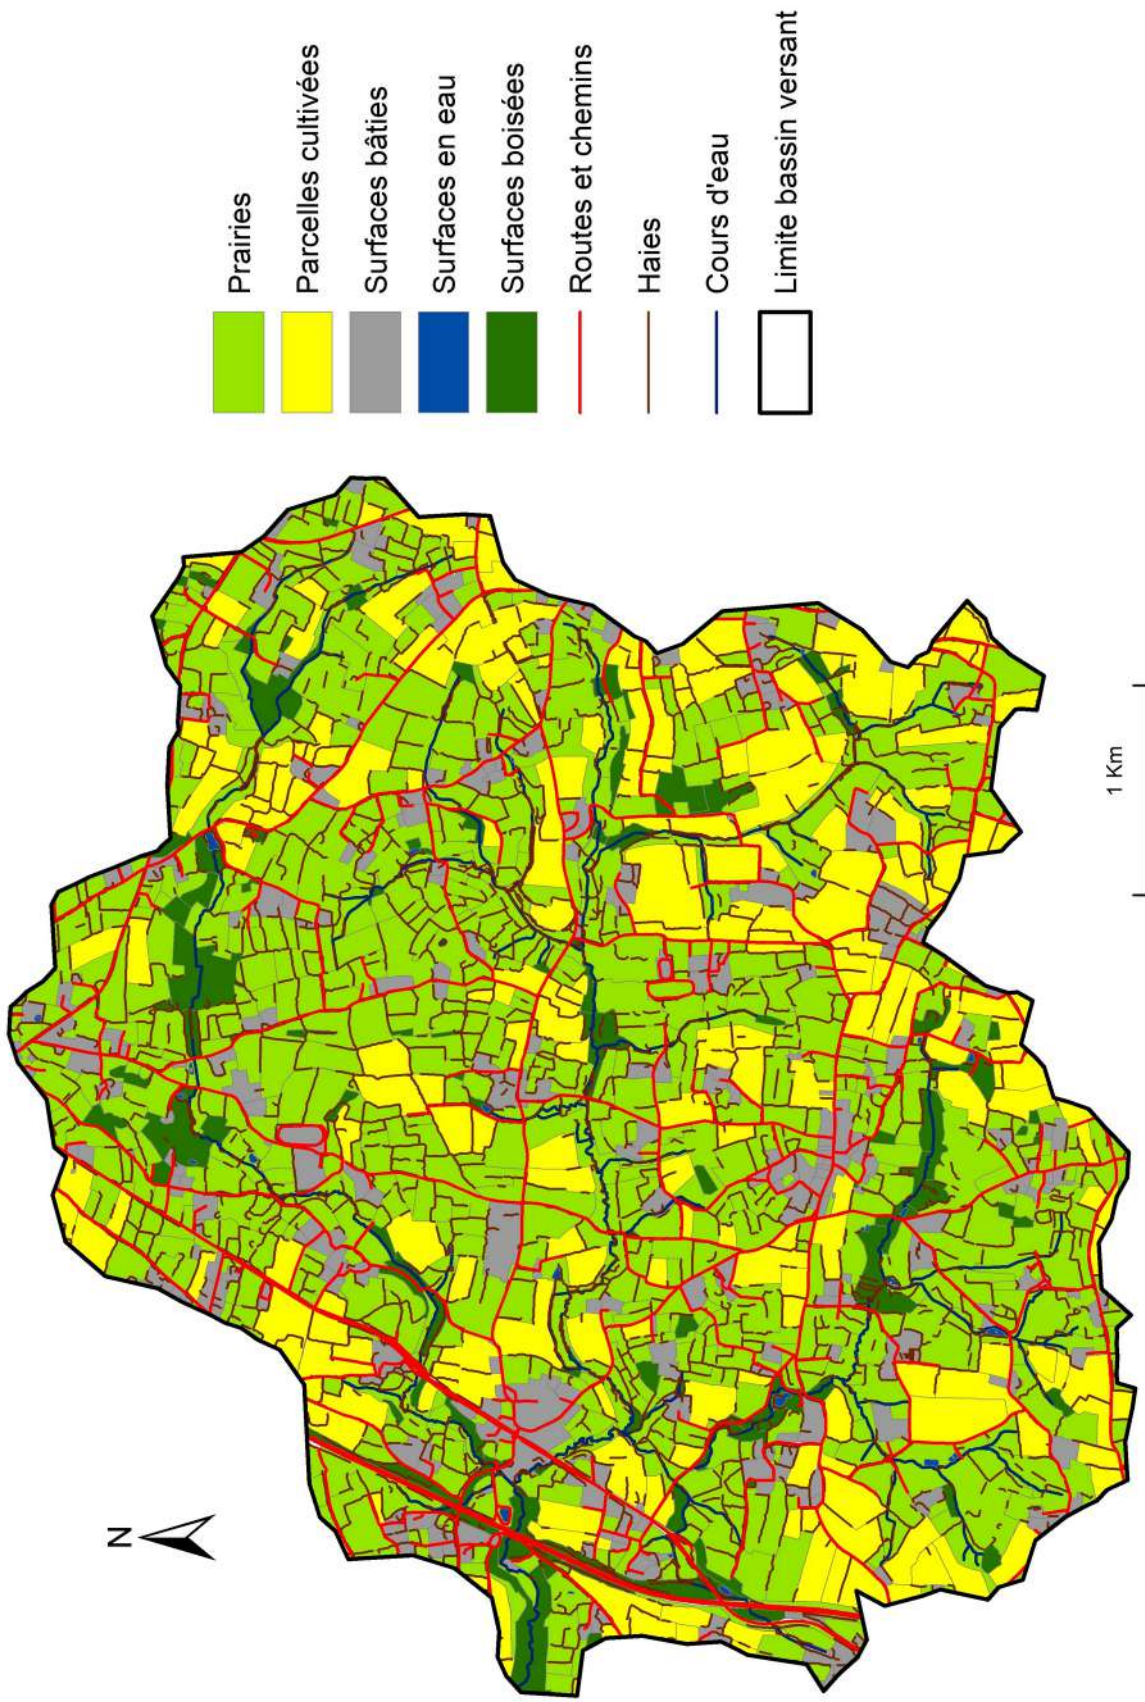 Prairies
Parcelles cultivées
Surfaces bâties
Surfaces en eau
Surfaces boisées
Routes et chemins
Haies
Cours d'eau
Limite bassin versant
N
1 Km